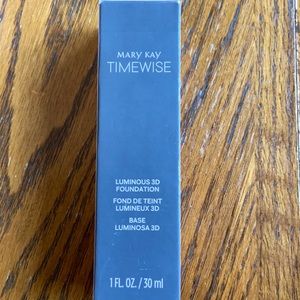 MARY KAY
TIMEWISE
LUMINOUS 3D
FOUNDATION
FOND DE TEINT
LUMINEUX 3D
BASE
LUMINOSA 3D
1 FL. OZ. / 30 ml